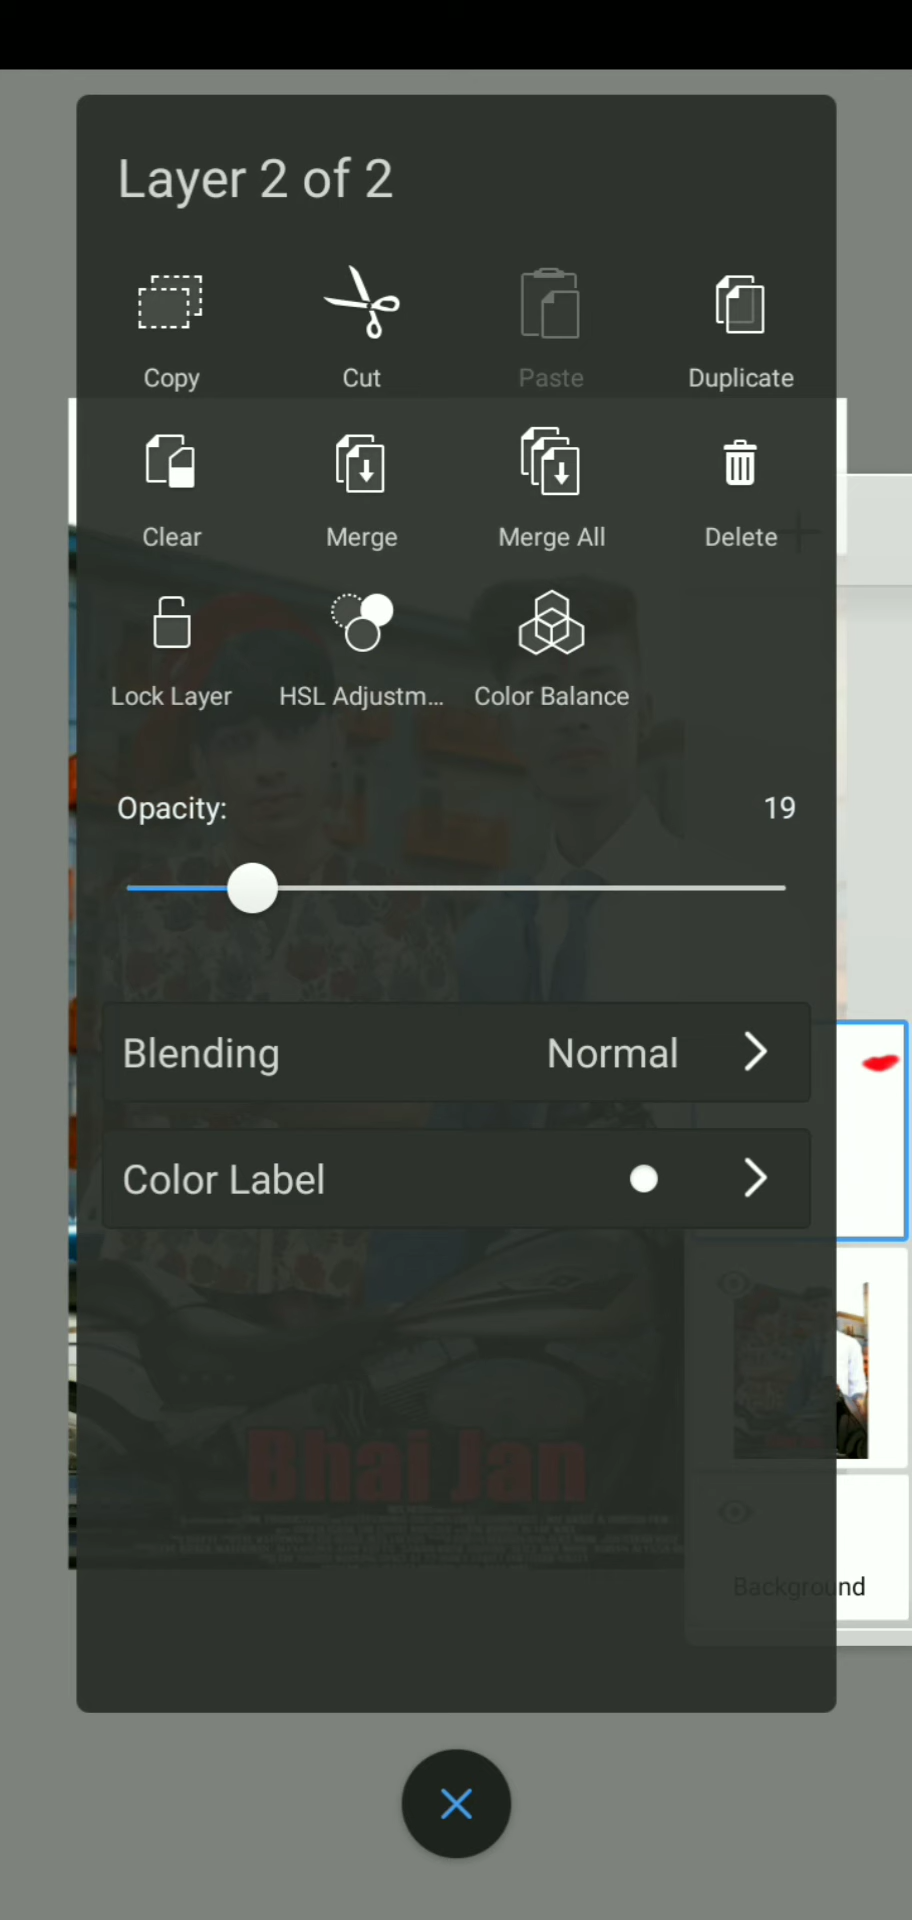 Layer 2 of 2
Copy
Cut
Paste
Duplicate
Clear
Merge
Merge All
Delete
Lock Layer
HSL Adjustm...
Color Balance
Opacity:
19
Blending
Normal
Color Label
Bhai Jan
Background